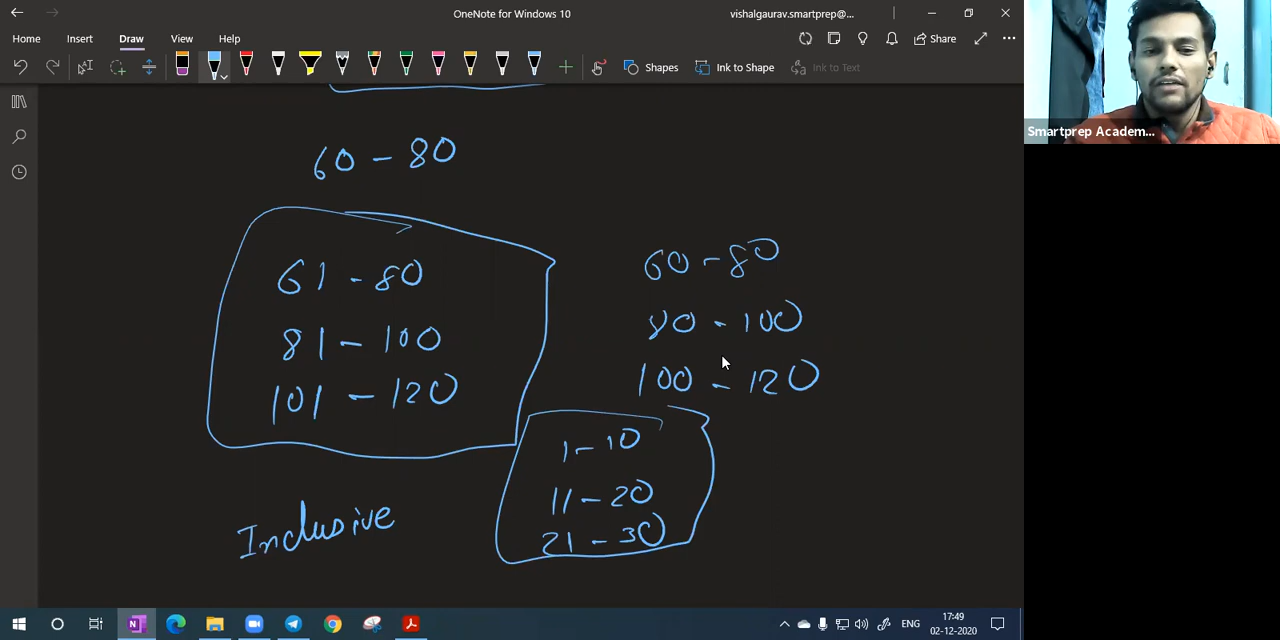 OneNote for Windows 10
vishalgaurav.smartprep@...
Home Insert Draw View Help
Share
Shapes
Ink to Shape
Ink to Text
60 - 80
61 - 80
81 - 100
101 - 120
60 - 80
80 - 100
100 - 120
1 - 10
11 - 20
21 - 30
Inclusive
Smartprep Academ...
ENG
17:49
02-12-2020